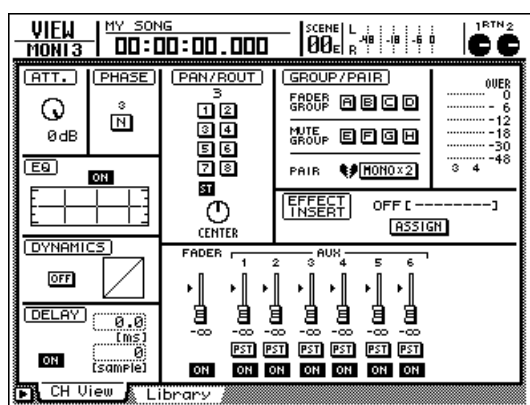 VIEW MY SONG SCENE L 1RTN2
MONI3 00:00:00.000 00E R -48 -18 -6 0
ATT. PHASE PAN/ROUT GROUP/PAIR OVER
3 3 FADER GROUP A B C D 0
0dB N 1 2 -6
3 4 MUTE GROUP E F G H -12
5 6 -18
7 8 PAIR MONO×2 -30
EQ ON ST -48
3 4
CENTER EFFECT INSERT OFF [---------]
ASSIGN
DYNAMICS FADER AUX
OFF 1 2 3 4 5 6
DELAY 0.0 -∞ -∞ -∞ -∞ -∞ -∞ -∞
[ms] PST PST PST PST PST PST
ON 0 ON ON ON ON ON ON ON
[sample]
CH View Library